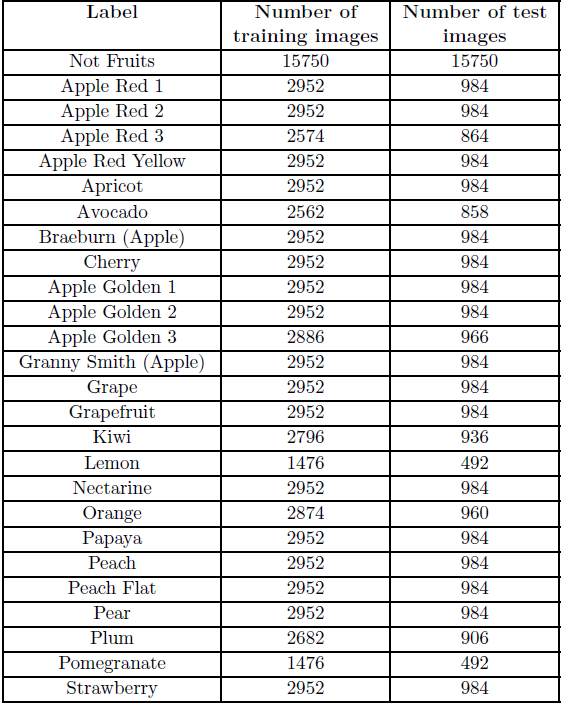 Label Number of training images Number of test images
Not Fruits 15750 15750
Apple Red 1 2952 984
Apple Red 2 2952 984
Apple Red 3 2574 864
Apple Red Yellow 2952 984
Apricot 2952 984
Avocado 2562 858
Braeburn (Apple) 2952 984
Cherry 2952 984
Apple Golden 1 2952 984
Apple Golden 2 2952 984
Apple Golden 3 2886 966
Granny Smith (Apple) 2952 984
Grape 2952 984
Grapefruit 2952 984
Kiwi 2796 936
Lemon 1476 492
Nectarine 2952 984
Orange 2874 960
Papaya 2952 984
Peach 2952 984
Peach Flat 2952 984
Pear 2952 984
Plum 2682 906
Pomegranate 1476 492
Strawberry 2952 984